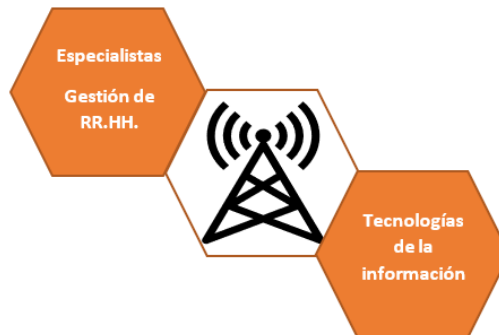 Especialistas
Gestión de
RR.HH.
Tecnologías
de la
información